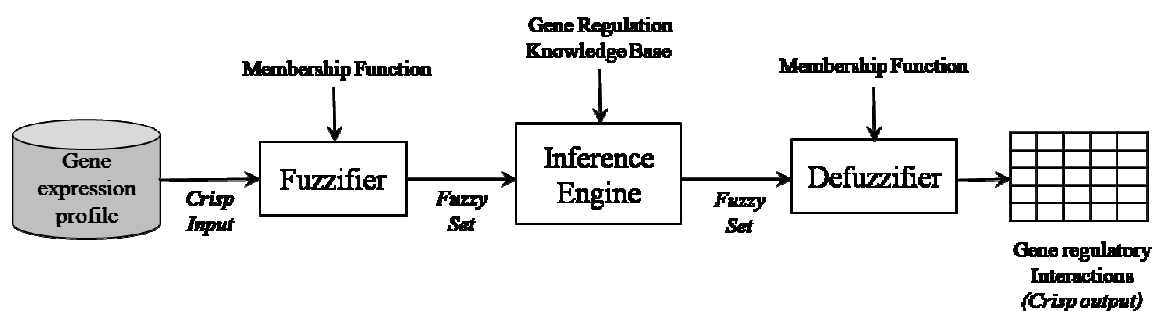 Gene Regulation
Knowledge Base
Membership Function
Membership Function
Gene
expression
profile
Crisp
Input
Fuzzifier
Fuzzy
Set
Inference
Engine
Fuzzy
Set
Defuzzifier
Gene regulatory
Interactions
(Crisp output)